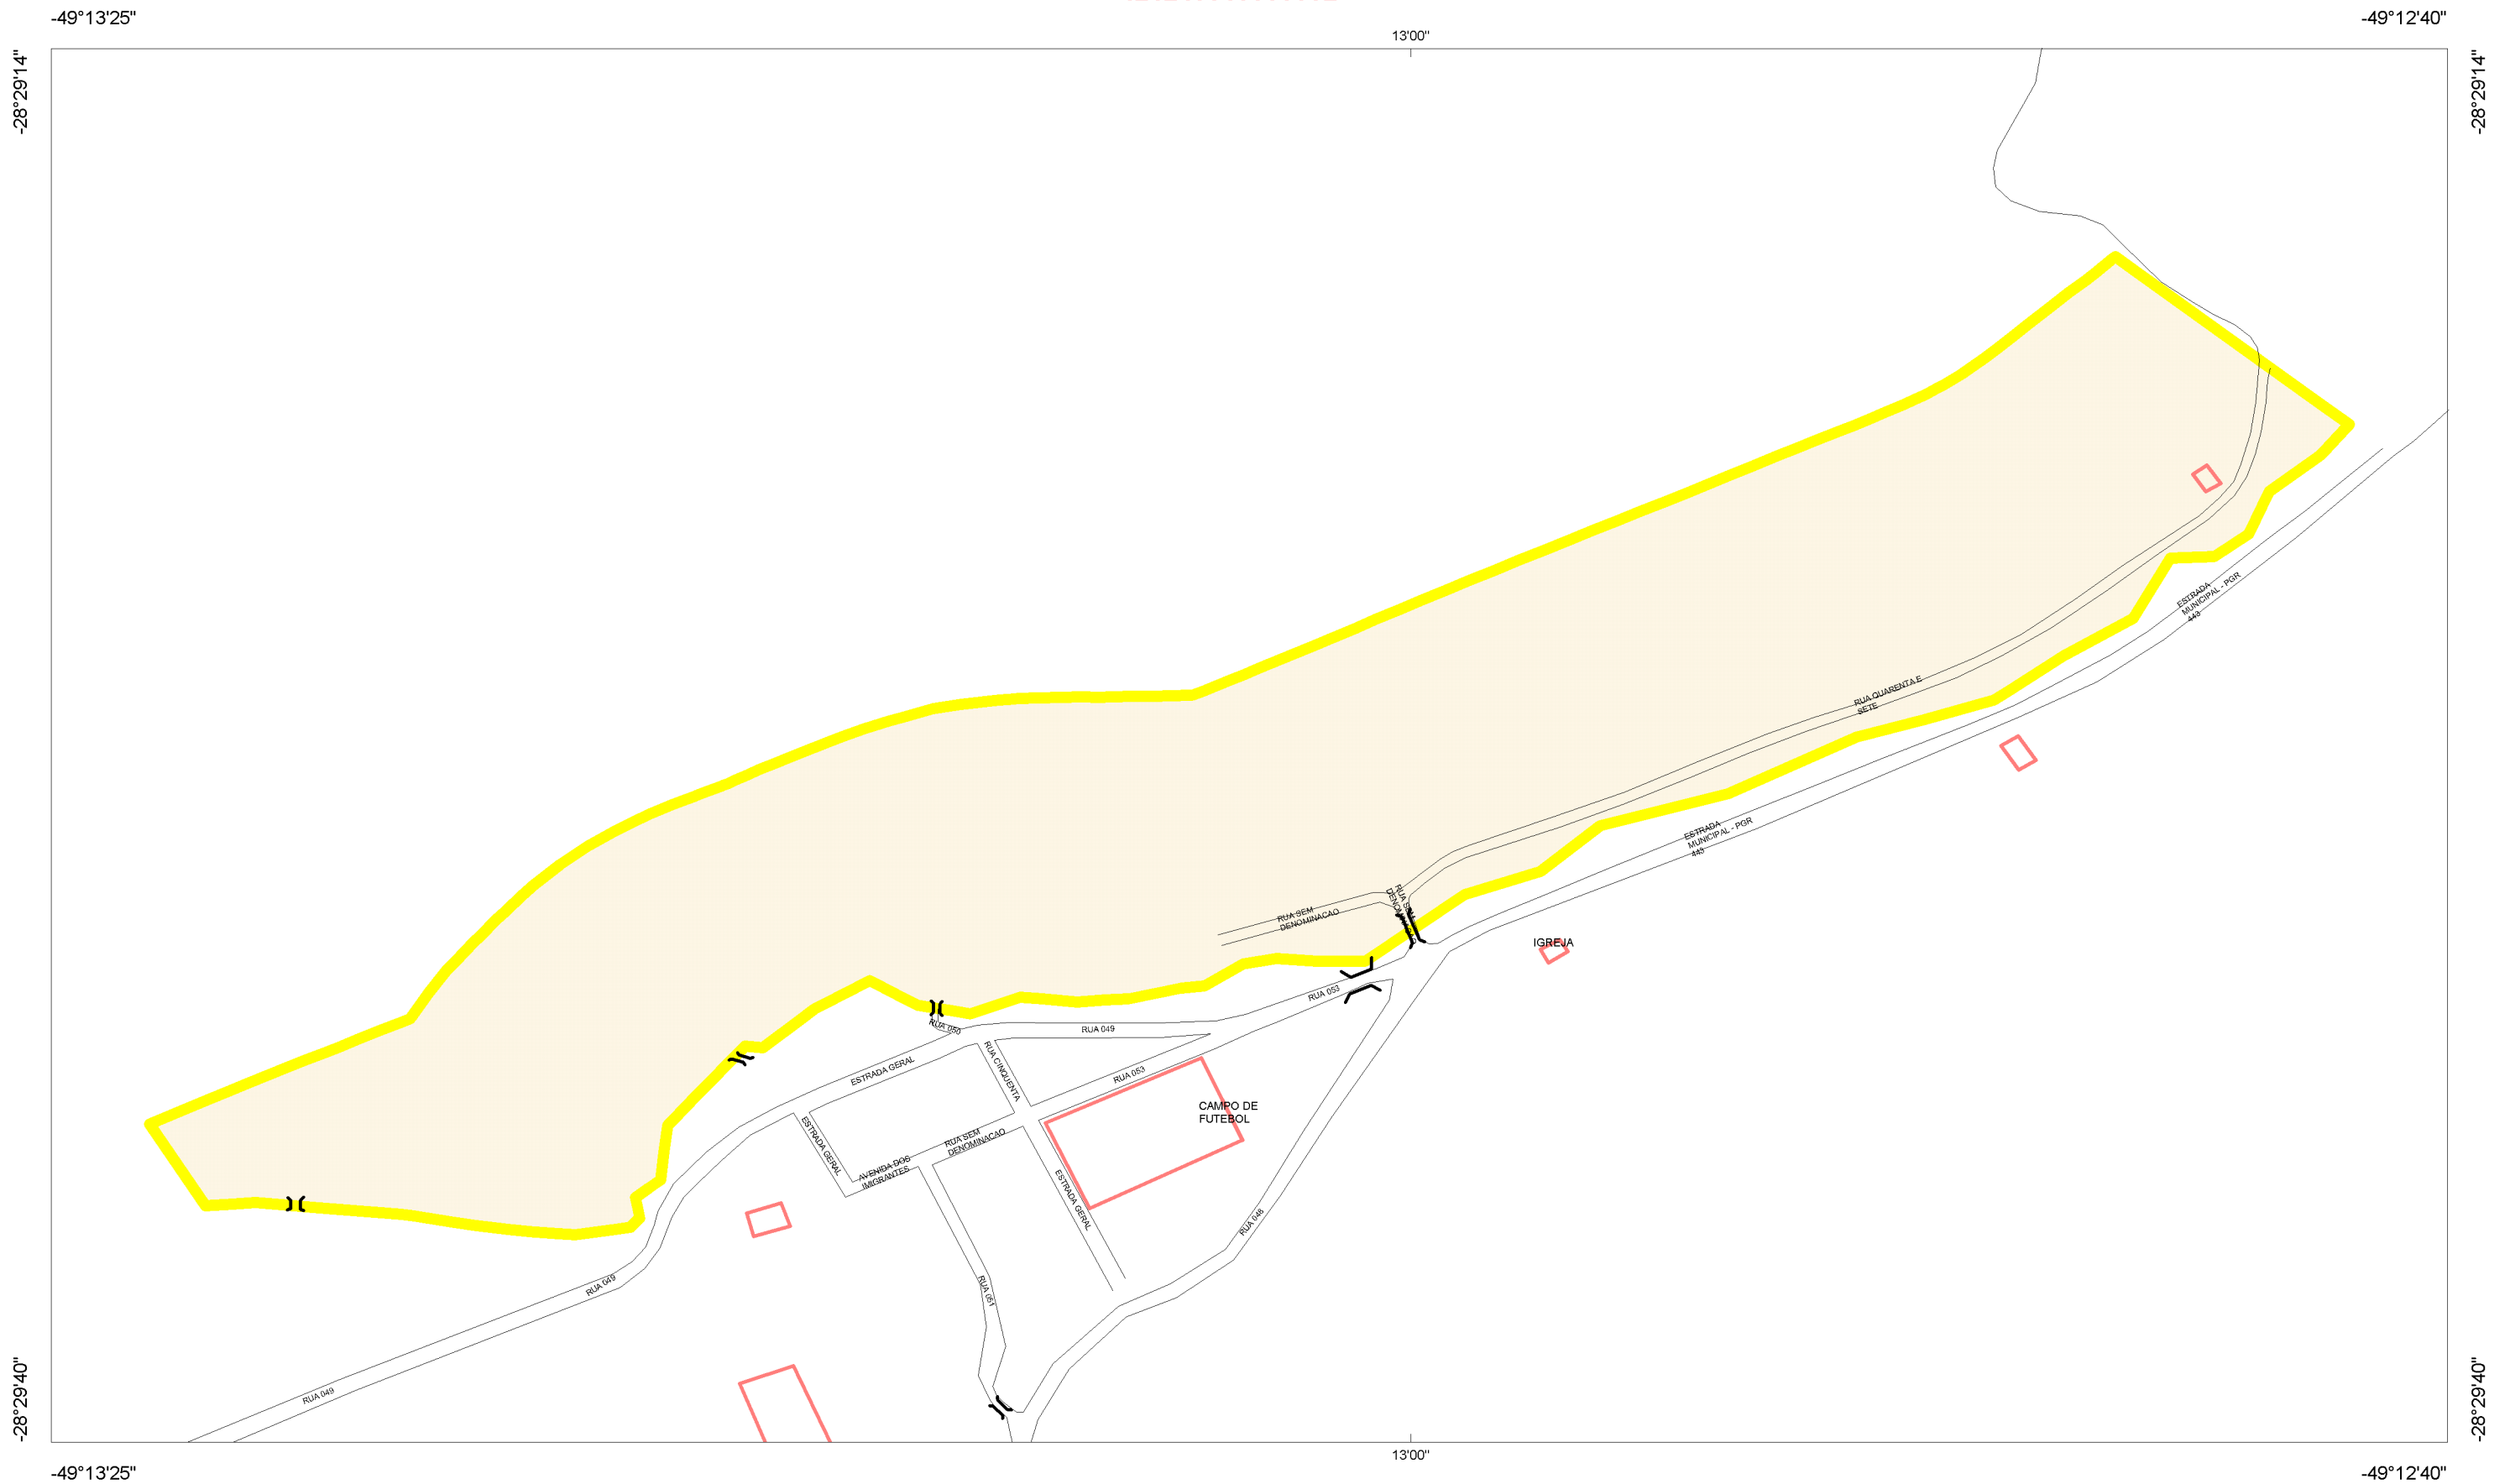 -49°13'25"
-49°12'40"
13'00"
-28°29'14"
-28°29'14"
ESTRADA
MUNICIPAL - PGR
443
RUA QUARENTA E
SETE
ESTRADA
MUNICIPAL - PGR
443
RUA SEM
DENOMINACAO
RUA SEM
DENOMINACAO
IGREJA
RUA 053
RUA 050
RUA 049
RUA CINQUENTA
ESTRADA GERAL
RUA 053
CAMPO DE
FUTEBOL
ESTRADA GERAL
RUA SEM
DENOMINACAO
AVENIDA DOS
IMIGRANTES
ESTRADA GERAL
RUA 048
RUA 049
RUA 051
RUA 049
-28°29'40"
-28°29'40"
13'00"
-49°13'25"
-49°12'40"